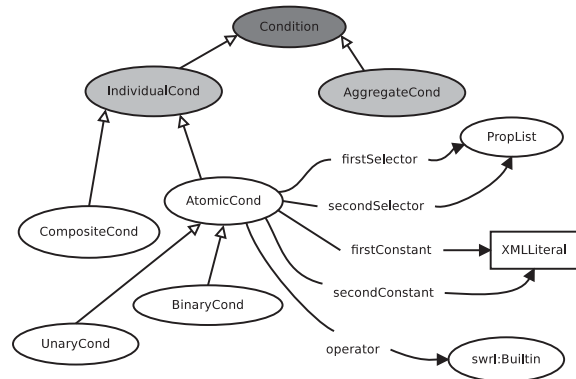 Condition
IndividualCond
AggregateCond
PropList
firstSelector
AtomicCond
secondSelector
CompositeCond
firstConstant
XMLLiteral
secondConstant
BinaryCond
UnaryCond
operator
swrl:Builtin